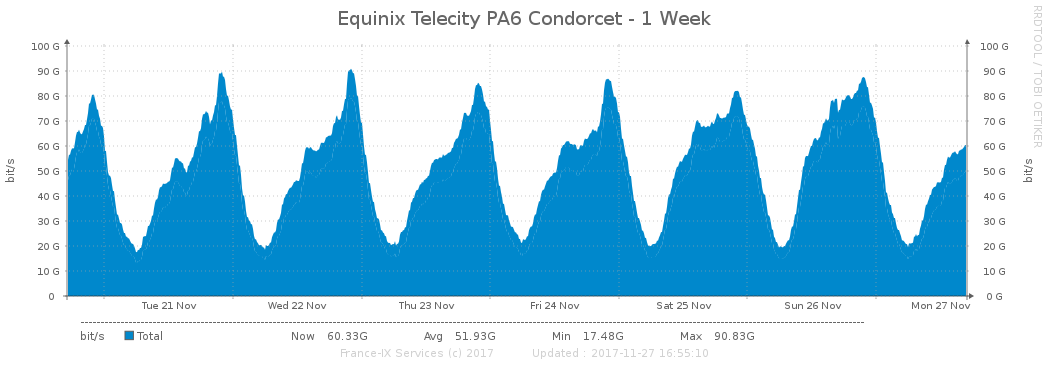 Equinix Telecity PA6 Condorcet - 1 Week
RRDTOOL / TOBI OETIKER
bit/s
100 G 100 G
90 G 90 G
80 G 80 G
70 G 70 G
60 G 60 G
50 G 50 G
40 G 40 G
30 G 30 G
20 G 20 G
10 G 10 G
0 0 G
bit/s
Tue 21 Nov Wed 22 Nov Thu 23 Nov Fri 24 Nov Sat 25 Nov Sun 26 Nov Mon 27 Nov
bit/s Total Now 60.33G Avg 51.93G Min 17.48G Max 90.83G
France-IX Services (c) 2017 Updated : 2017-11-27 16:55:10